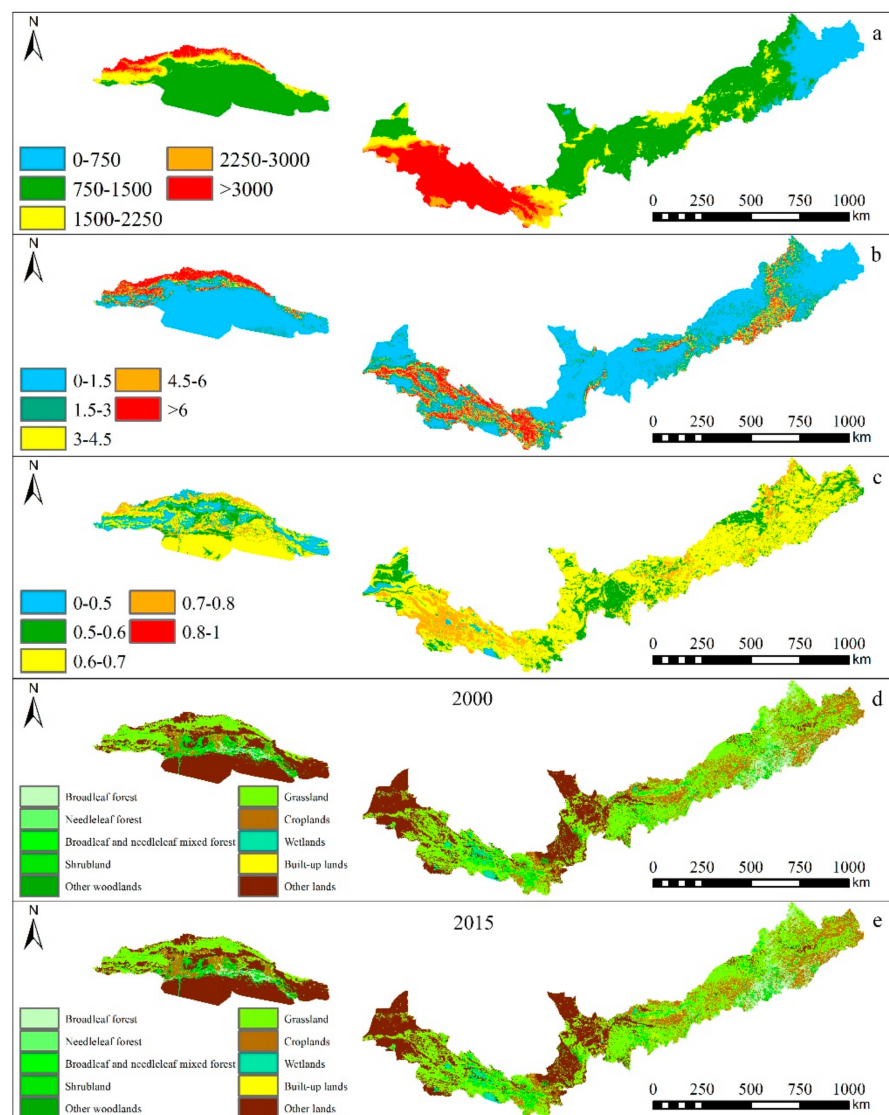 N
a
0-750
2250-3000
750-1500
>3000
1500-2250
0 250 500 750 1000
km
N
b
0-1.5
4.5-6
1.5-3
>6
3-4.5
0 250 500 750 1000
km
N
c
0-0.5
0.7-0.8
0.5-0.6
0.8-1
0.6-0.7
0 250 500 750 1000
km
N
2000
d
Broadleaf forest
Grassland
Needleleaf forest
Croplands
Broadleaf and needleleaf mixed forest
Wetlands
Shrubland
Built-up lands
Other woodlands
Other lands
0 250 500 750 1000
km
N
2015
e
Broadleaf forest
Grassland
Needleleaf forest
Croplands
Broadleaf and needleleaf mixed forest
Wetlands
Shrubland
Built-up lands
Other woodlands
Other lands
0 250 500 750 1000
km